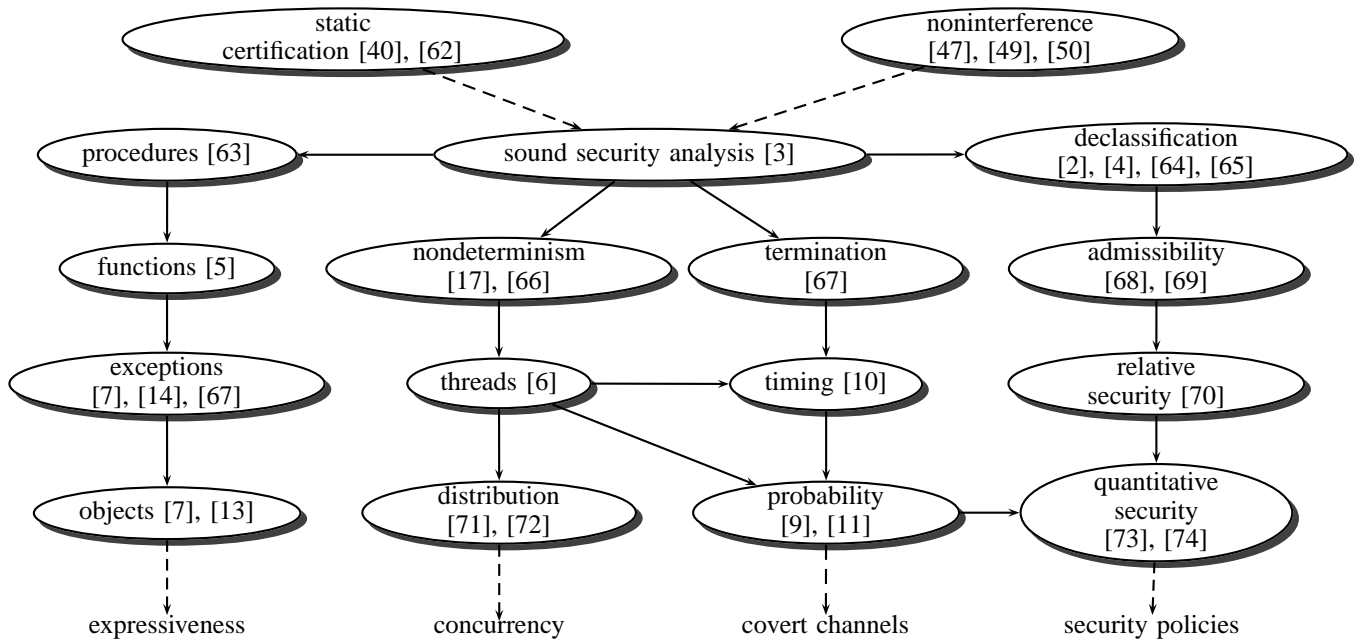 static
certification [40], [62]
noninterference
[47], [49], [50]
procedures [63]
sound security analysis [3]
declassification
[2], [4], [64], [65]
functions [5]
nondeterminism
[17], [66]
termination
[67]
admissibility
[68], [69]
exceptions
[7], [14], [67]
threads [6]
timing [10]
relative
security [70]
objects [7], [13]
distribution
[71], [72]
probability
[9], [11]
quantitative
security
[73], [74]
expressiveness
concurrency
covert channels
security policies